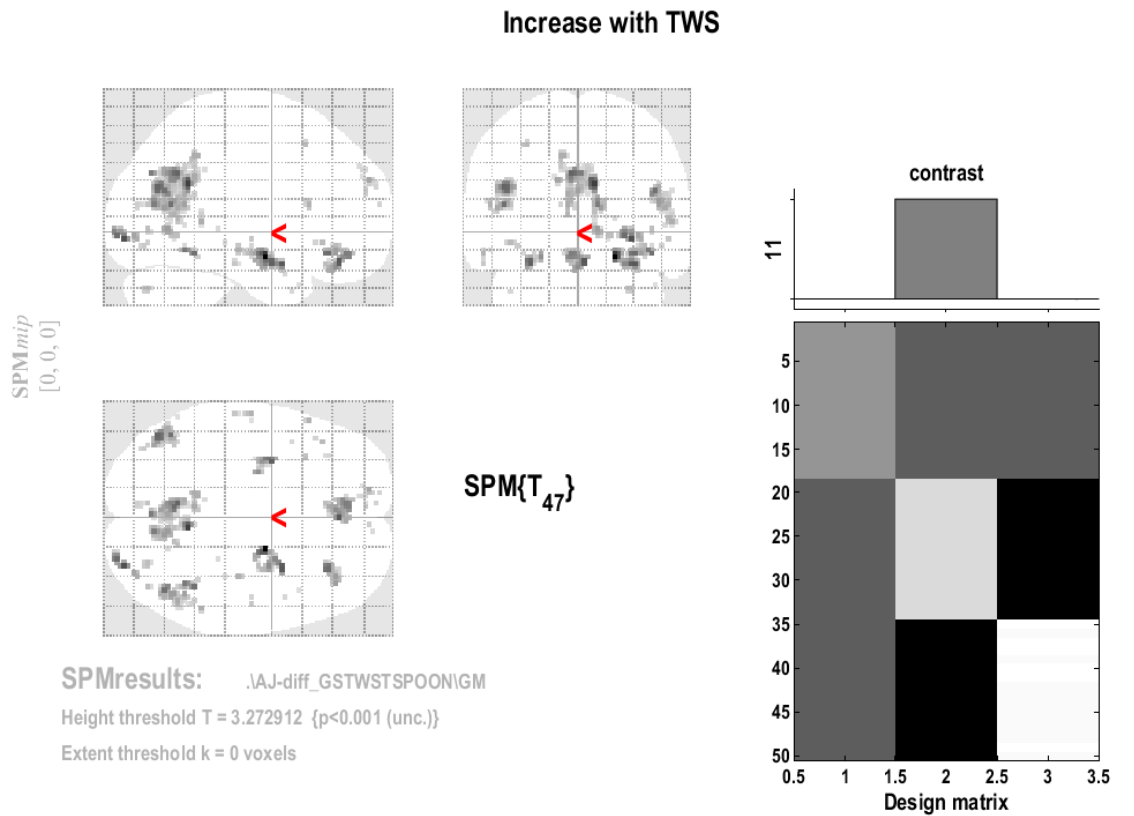 Increase with TWS
SPMmip
[0, 0, 0]
<
<
<
SPM{T47}
contrast
11
5
10
15
20
25
30
35
40
45
50
0.5 1 1.5 2 2.5 3 3.5
Design matrix
SPMresults: .\AJ-diff_GSTWSTSPOON\GM
Height threshold T = 3.272912 {p<0.001 (unc.)}
Extent threshold k = 0 voxels